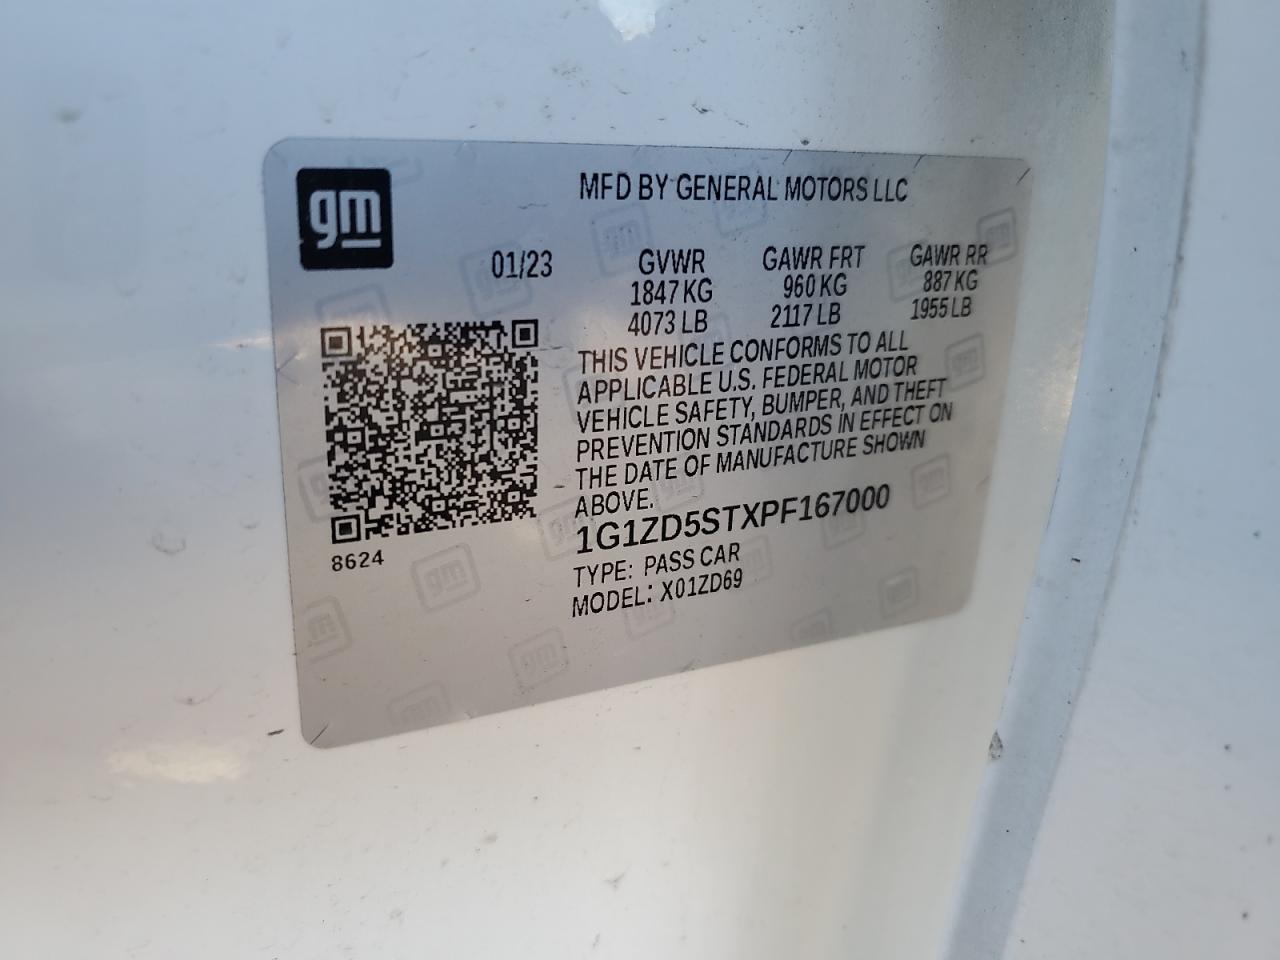 gm
MFD BY GENERAL MOTORS LLC
01/23
GVWR
1847 KG
4073 LB
GAWR FRT
960 KG
2117 LB
GAWR RR
887 KG
1955 LB
THIS VEHICLE CONFORMS TO ALL
APPLICABLE U.S. FEDERAL MOTOR
VEHICLE SAFETY, BUMPER, AND THEFT
PREVENTION STANDARDS IN EFFECT ON
THE DATE OF MANUFACTURE SHOWN
ABOVE.
1G1ZD5STXPF167000
TYPE: PASS CAR
MODEL: X01ZD69
8624